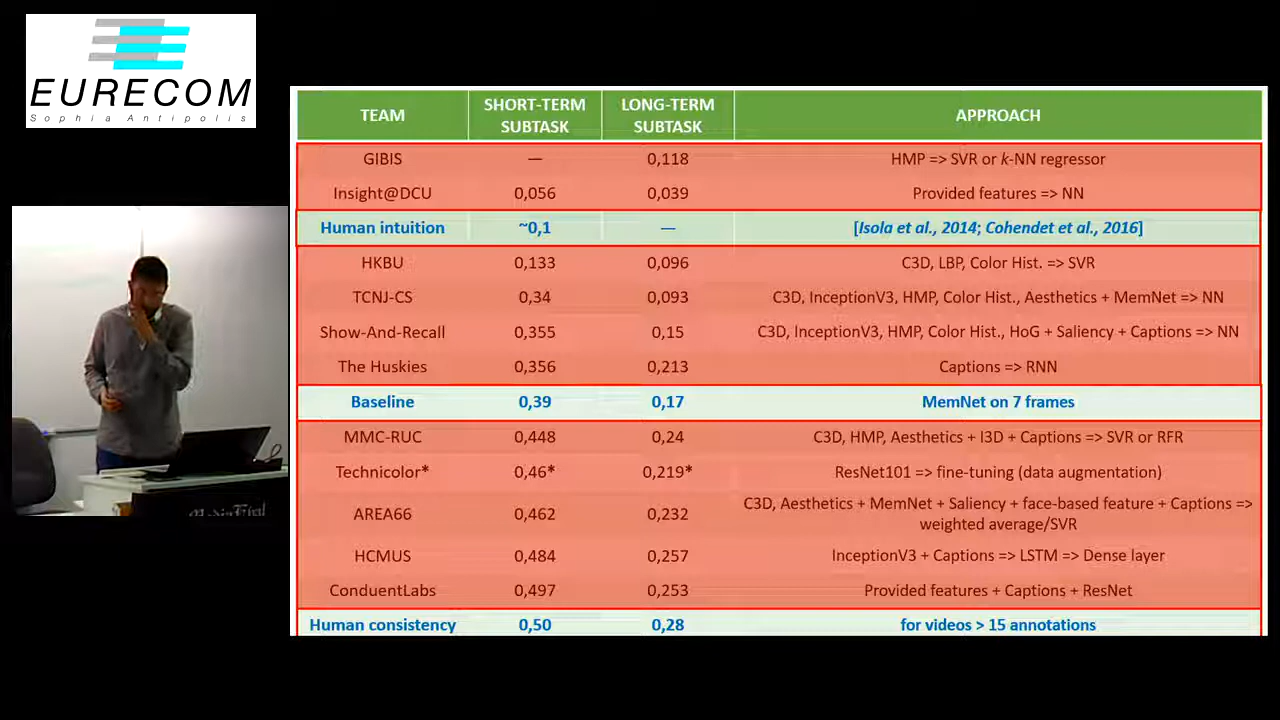 EURECOM
Sophia Antipolis
TEAM SHORT-TERM SUBTASK LONG-TERM SUBTASK APPROACH
GIBIS — 0,118 HMP => SVR or k-NN regressor
Insight@DCU 0,056 0,039 Provided features => NN
Human intuition ~0,1 — [Isola et al., 2014; Cohendet et al., 2016]
HKBU 0,133 0,096 C3D, LBP, Color Hist. => SVR
TCNJ-CS 0,34 0,093 C3D, InceptionV3, HMP, Color Hist., Aesthetics + MemNet => NN
Show-And-Recall 0,355 0,15 C3D, InceptionV3, HMP, Color Hist., HoG + Saliency + Captions => NN
The Huskies 0,356 0,213 Captions => RNN
Baseline 0,39 0,17 MemNet on 7 frames
MMC-RUC 0,448 0,24 C3D, HMP, Aesthetics + I3D + Captions => SVR or RFR
Technicolor* 0,46* 0,219* ResNet101 => fine-tuning (data augmentation)
AREA66 0,462 0,232 C3D, Aesthetics + MemNet + Saliency + face-based feature + Captions =>
weighted average/SVR
HCMUS 0,484 0,257 InceptionV3 + Captions => LSTM => Dense layer
ConduentLabs 0,497 0,253 Provided features + Captions + ResNet
Human consistency 0,50 0,28 for videos > 15 annotations